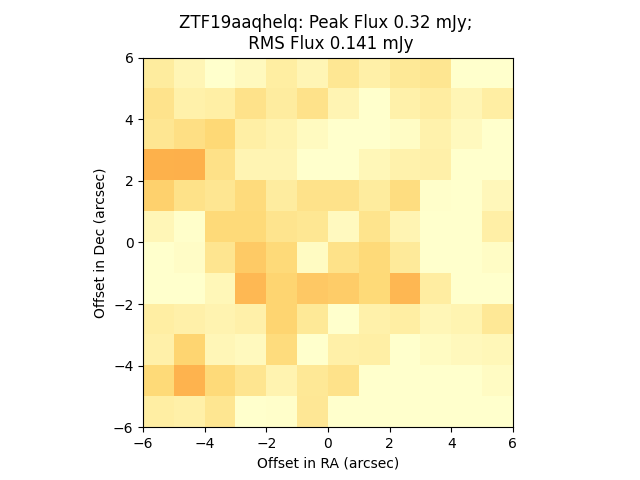 ZTF19aaqhelq: Peak Flux 0.32 mJy;
RMS Flux 0.141 mJy
6
4
2
0
−2
−4
−6
Offset in Dec (arcsec)
−6 −4 −2 0 2 4 6
Offset in RA (arcsec)